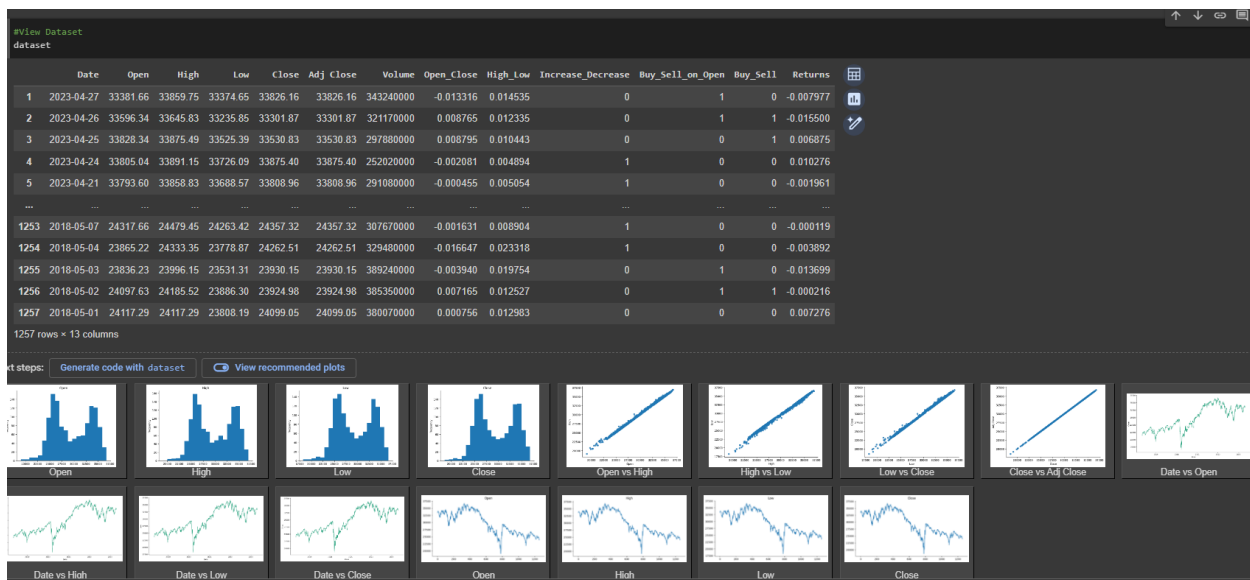 #View Dataset
dataset
Date Open High Low Close Adj Close Volume Open_Close High_Low Increase_Decrease Buy_Sell_on_Open Buy_Sell Returns
1 2023-04-27 33381.66 33859.75 33374.65 33826.16 33826.16 343240000 -0.013316 0.014535 0 1 0 -0.007977
2 2023-04-26 33596.34 33645.83 33235.85 33301.87 33301.87 321170000 0.008765 0.012335 0 1 1 -0.015500
3 2023-04-25 33828.34 33875.49 33525.39 33530.83 33530.83 297880000 0.008795 0.010443 0 0 1 0.006875
4 2023-04-24 33805.04 33891.15 33726.09 33875.40 33875.40 252020000 -0.002081 0.004894 1 0 0 0.010276
5 2023-04-21 33793.60 33858.83 33688.57 33808.96 33808.96 291080000 -0.000455 0.005054 1 0 0 -0.001961
... ... ... ... ... ... ... ... ... ... ... ... ... ...
1253 2018-05-07 24317.66 24479.45 24263.42 24357.32 24357.32 307670000 -0.001631 0.008904 1 0 0 -0.000119
1254 2018-05-04 23865.22 24333.35 23778.87 24262.51 24262.51 329480000 -0.016647 0.023318 1 0 0 -0.003892
1255 2018-05-03 23836.23 23996.15 23531.31 23930.15 23930.15 389240000 -0.003940 0.019754 0 1 0 -0.013699
1256 2018-05-02 24097.63 24185.52 23886.30 23924.98 23924.98 385350000 0.007165 0.012527 0 1 1 -0.000216
1257 2018-05-01 24117.29 24117.29 23808.19 24099.05 24099.05 380070000 0.000756 0.012983 0 0 0 0.007276
1257 rows × 13 columns
xt steps: Generate code with dataset View recommended plots
Open High Low Close Open vs High High vs Low Low vs Close Close vs Adj Close Date vs Open
Date vs High Date vs Low Date vs Close Open High Low Close